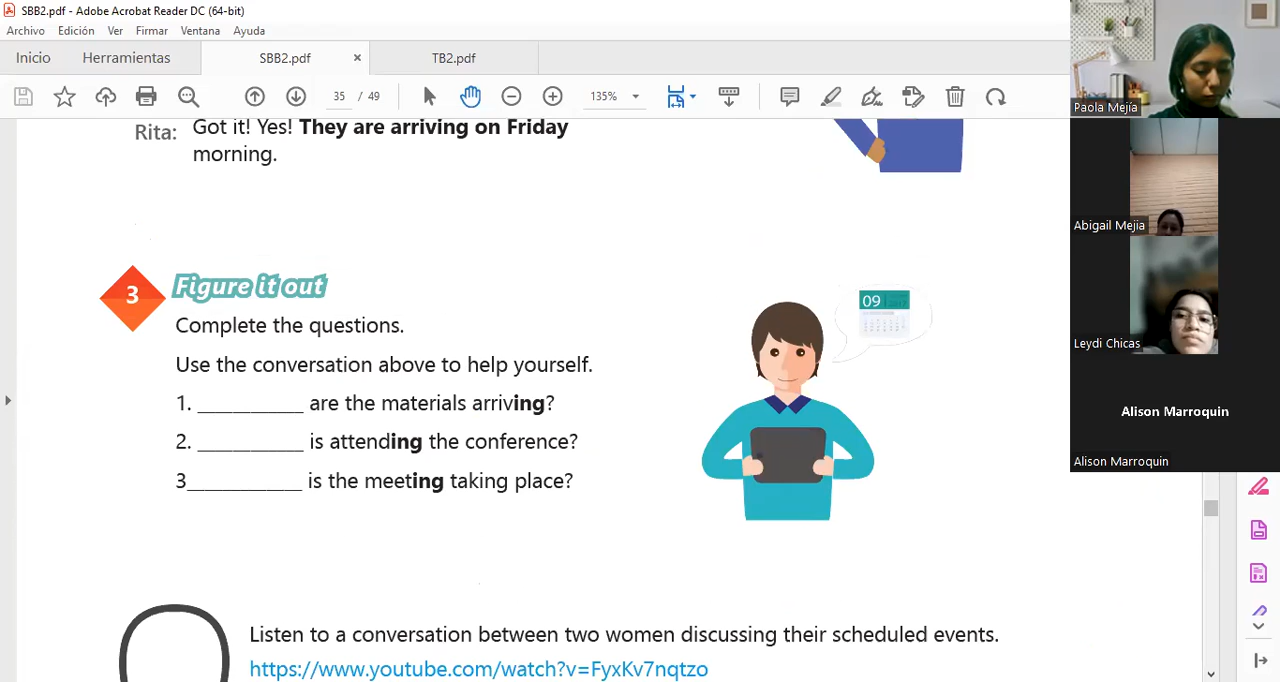 SBB2.pdf - Adobe Acrobat Reader DC (64-bit)
Archivo Edición Ver Firmar Ventana Ayuda
Inicio Herramientas SBB2.pdf × TB2.pdf
35 / 49 135%
Rita: Got it! Yes! They are arriving on Friday
morning.
3 Figure it out
Complete the questions.
Use the conversation above to help yourself.
1. __________ are the materials arriving?
2. __________ is attending the conference?
3___________ is the meeting taking place?
09
Listen to a conversation between two women discussing their scheduled events.
https://www.youtube.com/watch?v=FyxKv7nqtzo
Paola Mejía
Abigail Mejia
Leydi Chicas
Alison Marroquin
Alison Marroquin